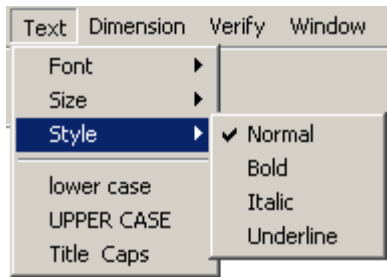 Text Dimension Verify Window
Font
Size
Style
Normal
Bold
Italic
Underline
lower case
UPPER CASE
Title Caps